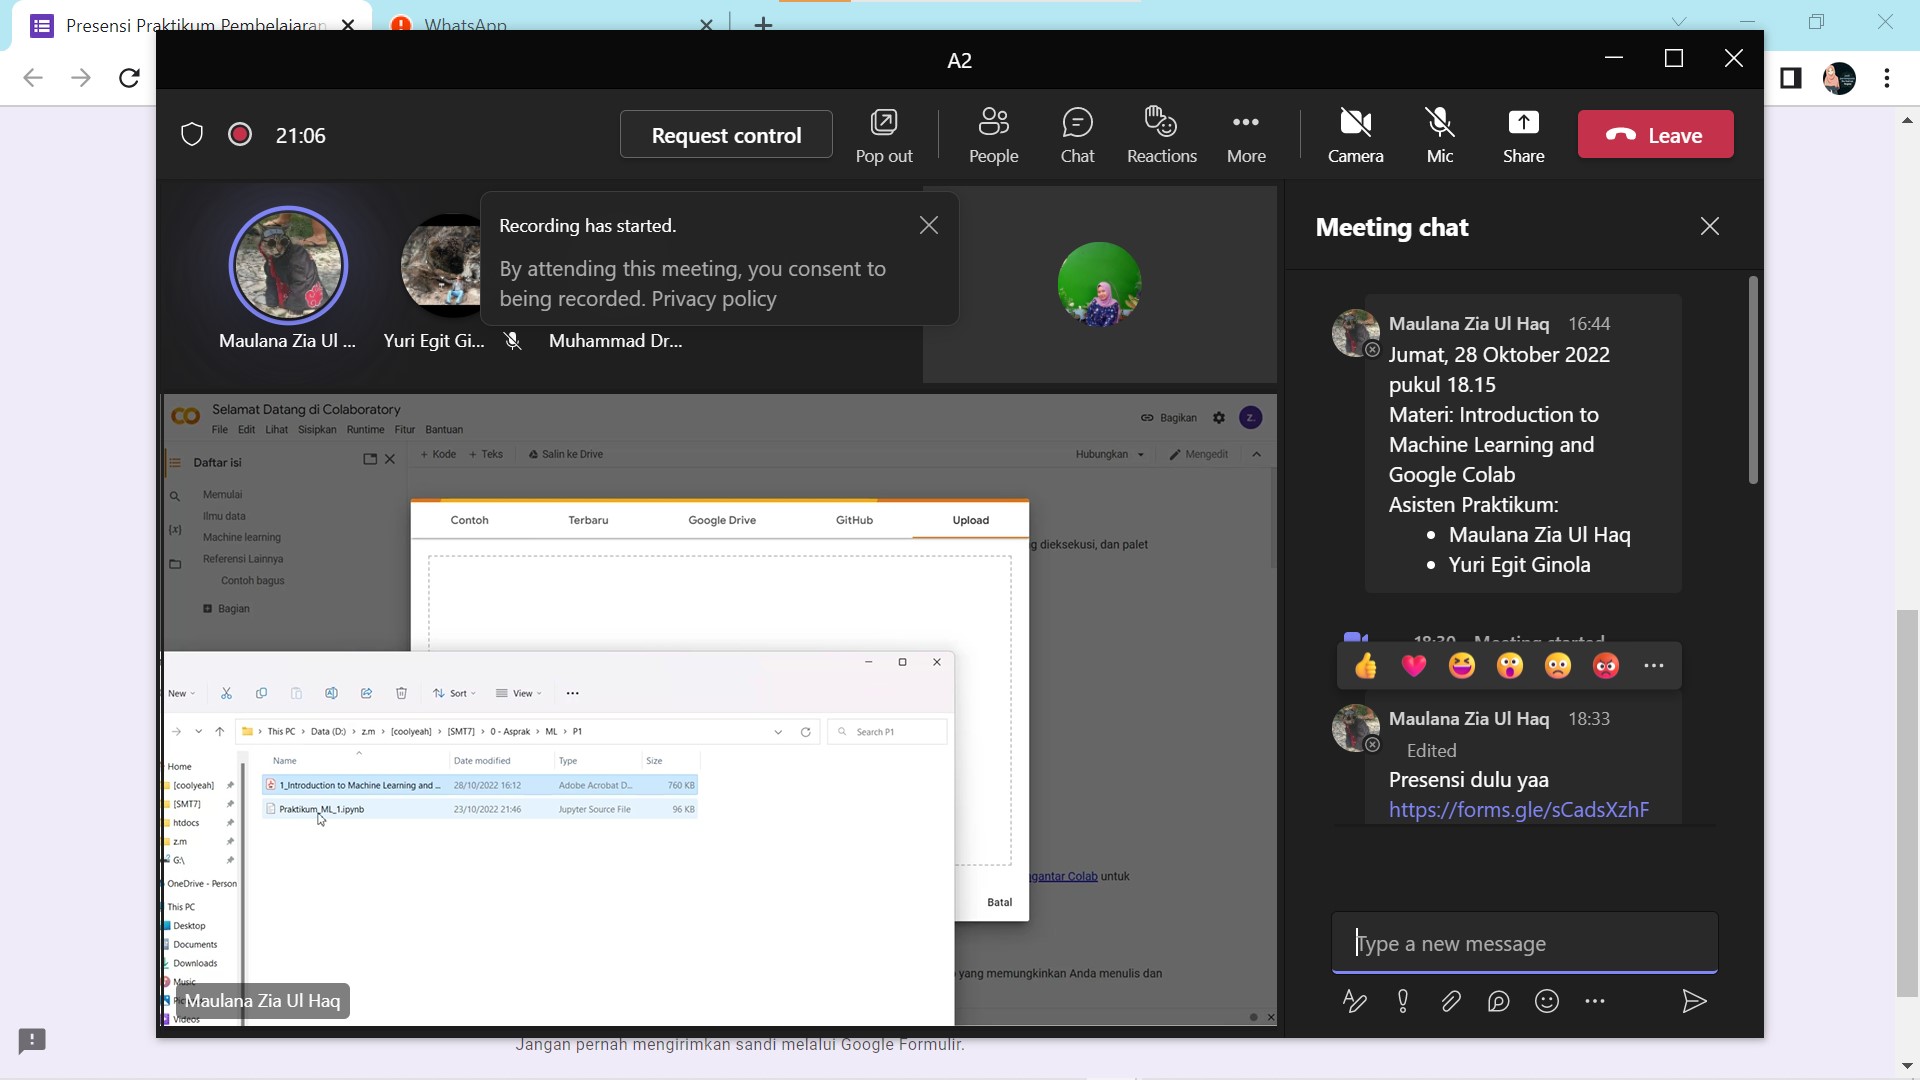 Presensi Praktikum Pembelajaran
WhatsApp
A2
21:06
Request control
Pop out
People
Chat
Reactions
More
Camera
Mic
Share
Leave
Recording has started.
By attending this meeting, you consent to
being recorded. Privacy policy
Maulana Zia Ul ...
Yuri Egit Gi...
Muhammad Dr...
Selamat Datang di Colaboratory
File Edit Lihat Sisipkan Runtime Fitur Bantuan
Bagikan
Z.
Daftar isi
+ Kode + Teks Salin ke Drive
Hubungkan
Mengedit
Memulai
Ilmu data
Machine learning
Referensi Lainnya
Contoh bagus
Bagian
Contoh
Terbaru
Google Drive
GitHub
Upload
dieksekusi, dan palet
New
Sort
View
This PC > Data (D:) > z.m > [coolyeah] > [SMT7] > 0 - Asprak > ML > P1
Search P1
Name
Date modified
Type
Size
1_Introduction to Machine Learning and ...
28/10/2022 16:12
Adobe Acrobat D...
760 KB
Praktikum_ML_1.ipynb
23/10/2022 21:46
Jupyter Source File
96 KB
Home
[coolyeah]
[SMT7]
htdocs
z.m
G:\
OneDrive - Person
This PC
Desktop
Documents
Downloads
Music
Videos
Maulana Zia Ul Haq
gantar Colab untuk
Batal
yang memungkinkan Anda menulis dan
Meeting chat
Maulana Zia Ul Haq 16:44
Jumat, 28 Oktober 2022
pukul 18.15
Materi: Introduction to
Machine Learning and
Google Colab
Asisten Praktikum:
• Maulana Zia Ul Haq
• Yuri Egit Ginola
18:30 Meeting started
Maulana Zia Ul Haq 18:33
Edited
Presensi dulu yaa
https://forms.gle/sCadsXzhF
Type a new message
Jangan pernah mengirimkan sandi melalui Google Formulir.